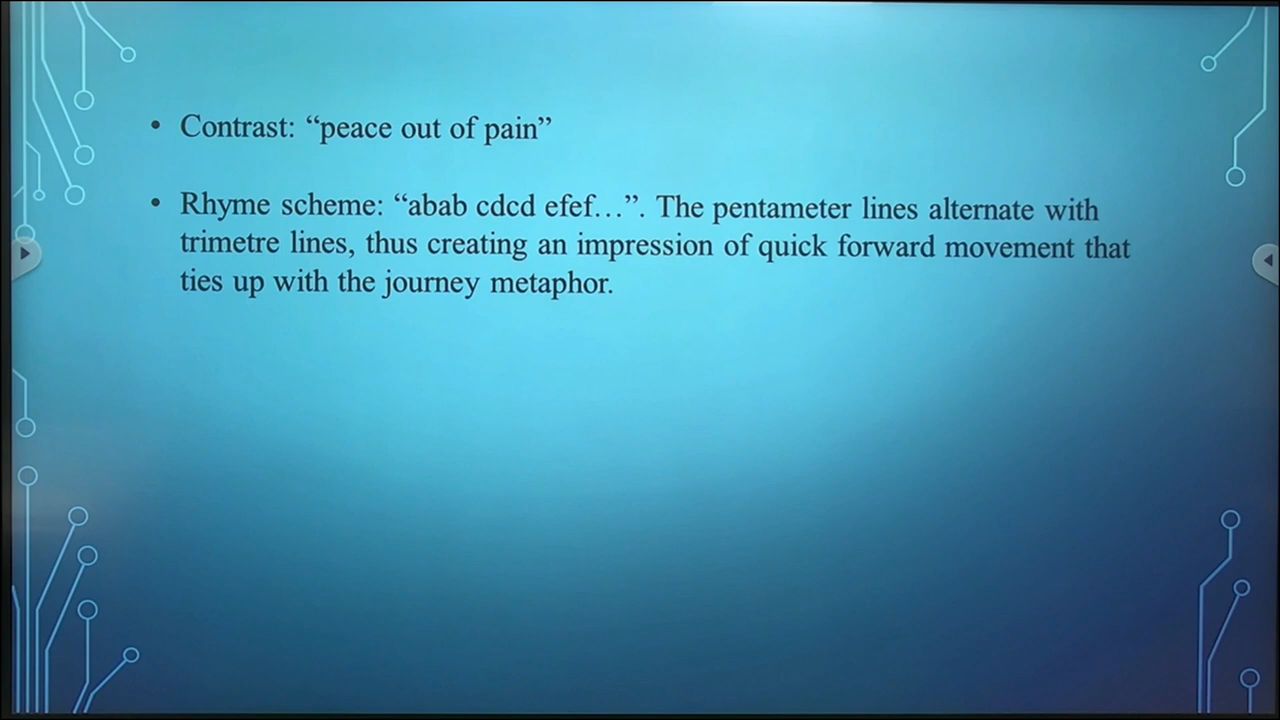 • Contrast: “peace out of pain”
• Rhyme scheme: “abab cdcd efef…”. The pentameter lines alternate with
trimetre lines, thus creating an impression of quick forward movement that
ties up with the journey metaphor.